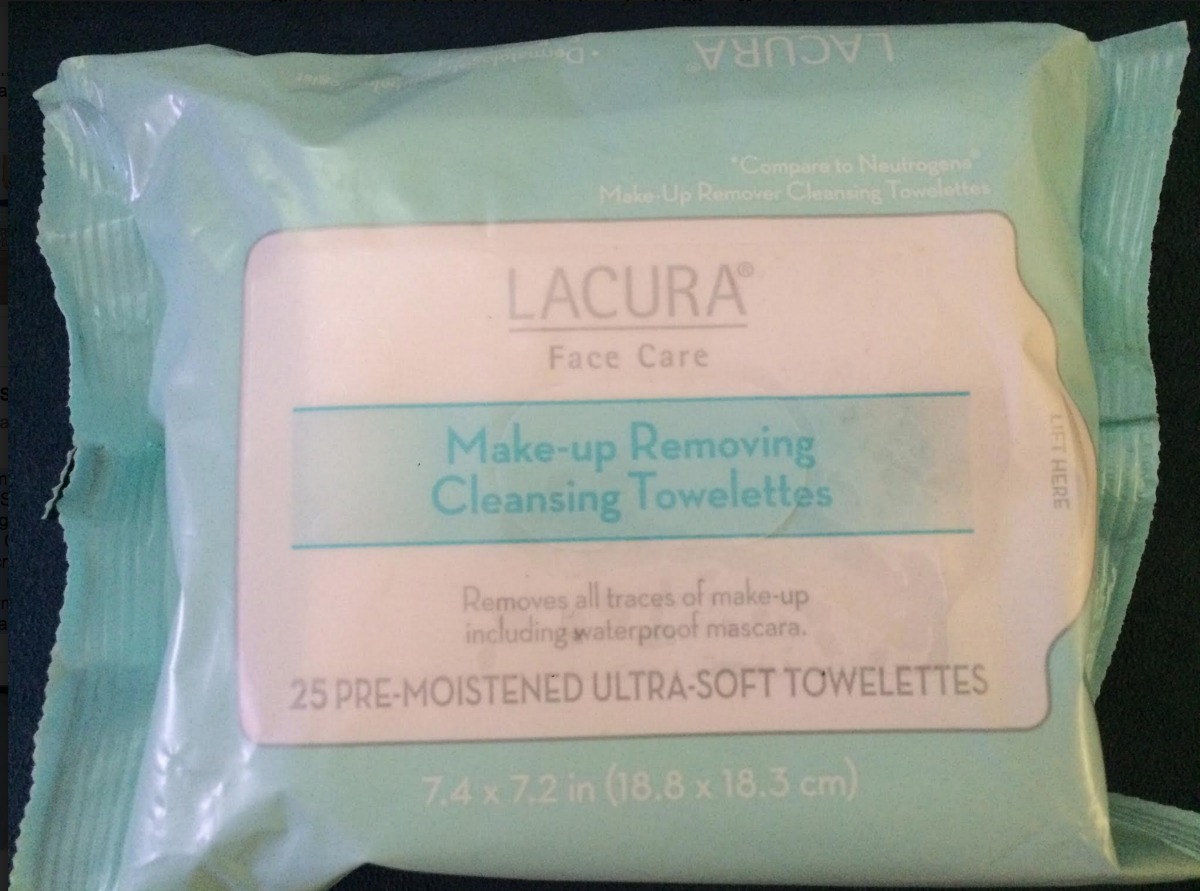 LACURA®
• Dermatologist
*Compare to Neutrogena®
Make-Up Remover Cleansing Towelettes
LACURA®
Face Care
Make-up Removing
Cleansing Towelettes
LIFT HERE
Removes all traces of make-up
including waterproof mascara.
25 PRE-MOISTENED ULTRA-SOFT TOWELETTES
7.4 x 7.2 in (18.8 x 18.3 cm)